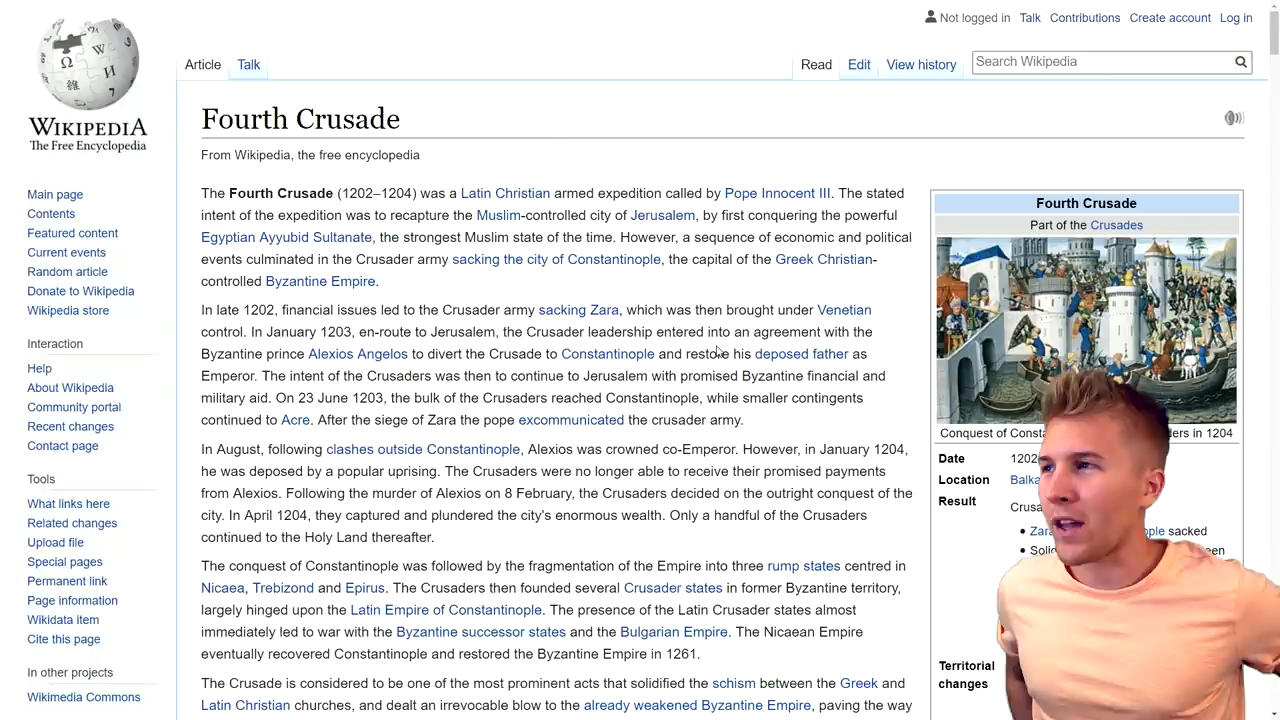 Not logged in Talk Contributions Create account Log in
WIKIPEDIA
The Free Encyclopedia
Article Talk Read Edit View history Search Wikipedia
Fourth Crusade
From Wikipedia, the free encyclopedia
Main page
Contents
Featured content
Current events
Random article
Donate to Wikipedia
Wikipedia store
Interaction
Help
About Wikipedia
Community portal
Recent changes
Contact page
Tools
What links here
Related changes
Upload file
Special pages
Permanent link
Page information
Wikidata item
Cite this page
In other projects
Wikimedia Commons
The Fourth Crusade (1202–1204) was a Latin Christian armed expedition called by Pope Innocent III. The stated
intent of the expedition was to recapture the Muslim-controlled city of Jerusalem, by first conquering the powerful
Egyptian Ayyubid Sultanate, the strongest Muslim state of the time. However, a sequence of economic and political
events culminated in the Crusader army sacking the city of Constantinople, the capital of the Greek Christian-
controlled Byzantine Empire.
In late 1202, financial issues led to the Crusader army sacking Zara, which was then brought under Venetian
control. In January 1203, en-route to Jerusalem, the Crusader leadership entered into an agreement with the
Byzantine prince Alexios Angelos to divert the Crusade to Constantinople and restore his deposed father as
Emperor. The intent of the Crusaders was then to continue to Jerusalem with promised Byzantine financial and
military aid. On 23 June 1203, the bulk of the Crusaders reached Constantinople, while smaller contingents
continued to Acre. After the siege of Zara the pope excommunicated the crusader army.
In August, following clashes outside Constantinople, Alexios was crowned co-Emperor. However, in January 1204,
he was deposed by a popular uprising. The Crusaders were no longer able to receive their promised payments
from Alexios. Following the murder of Alexios on 8 February, the Crusaders decided on the outright conquest of the
city. In April 1204, they captured and plundered the city's enormous wealth. Only a handful of the Crusaders
continued to the Holy Land thereafter.
The conquest of Constantinople was followed by the fragmentation of the Empire into three rump states centred in
Nicaea, Trebizond and Epirus. The Crusaders then founded several Crusader states in former Byzantine territory,
largely hinged upon the Latin Empire of Constantinople. The presence of the Latin Crusader states almost
immediately led to war with the Byzantine successor states and the Bulgarian Empire. The Nicaean Empire
eventually recovered Constantinople and restored the Byzantine Empire in 1261.
The Crusade is considered to be one of the most prominent acts that solidified the schism between the Greek and
Latin Christian churches, and dealt an irrevocable blow to the already weakened Byzantine Empire, paving the way
Fourth Crusade
Part of the Crusades
Conquest of in 1204
Date 1202
Location
Result
• sacked
•
Territorial
changes